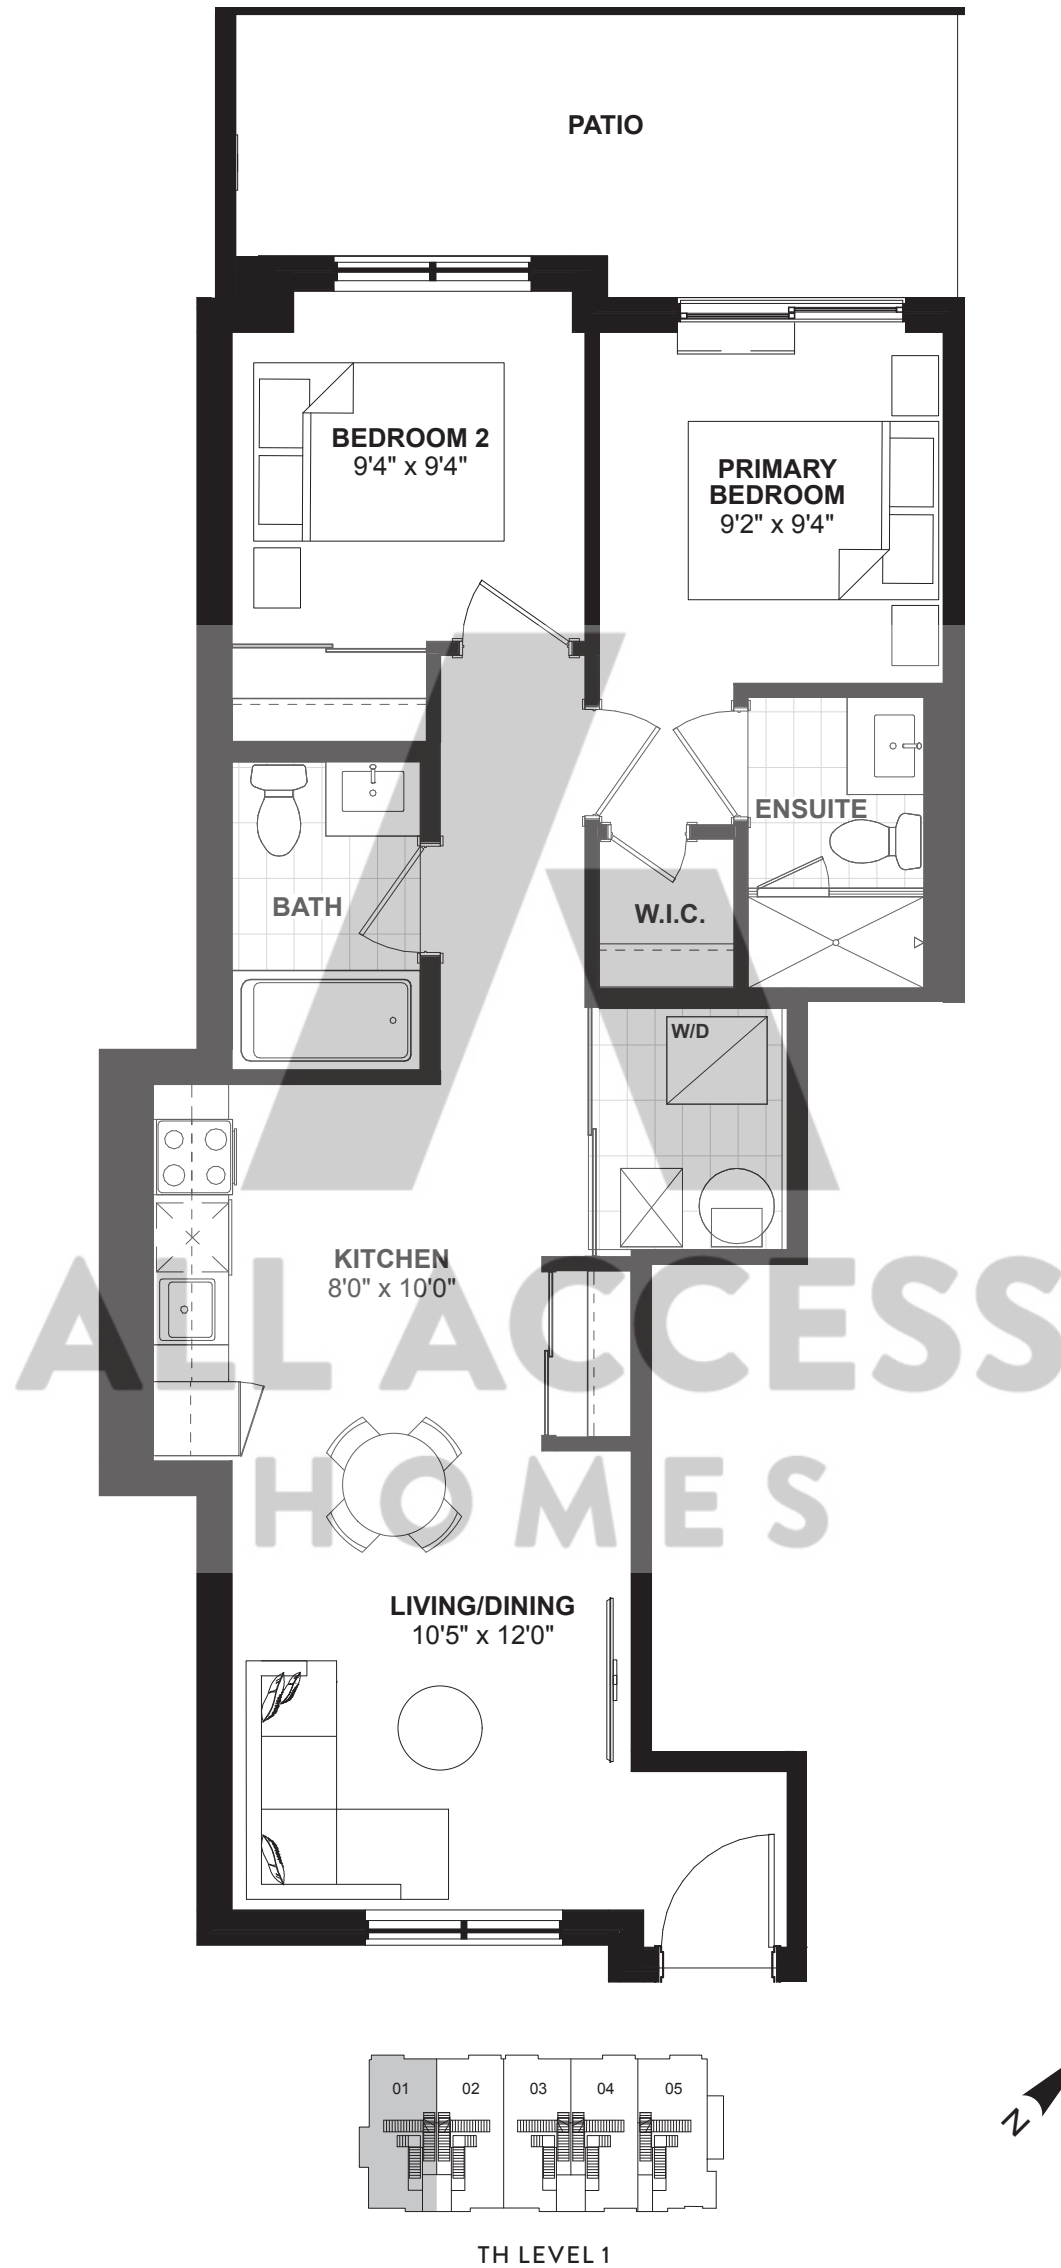 PATIO
BEDROOM 2
9'4" x 9'4"
PRIMARY
BEDROOM
9'2" x 9'4"
ENSUITE
BATH
W.I.C.
W/D
KITCHEN
8'0" x 10'0"
ALL ACCESS
HOMES
LIVING/DINING
10'5" x 12'0"
01 02 03 04 05
N
TH LEVEL 1